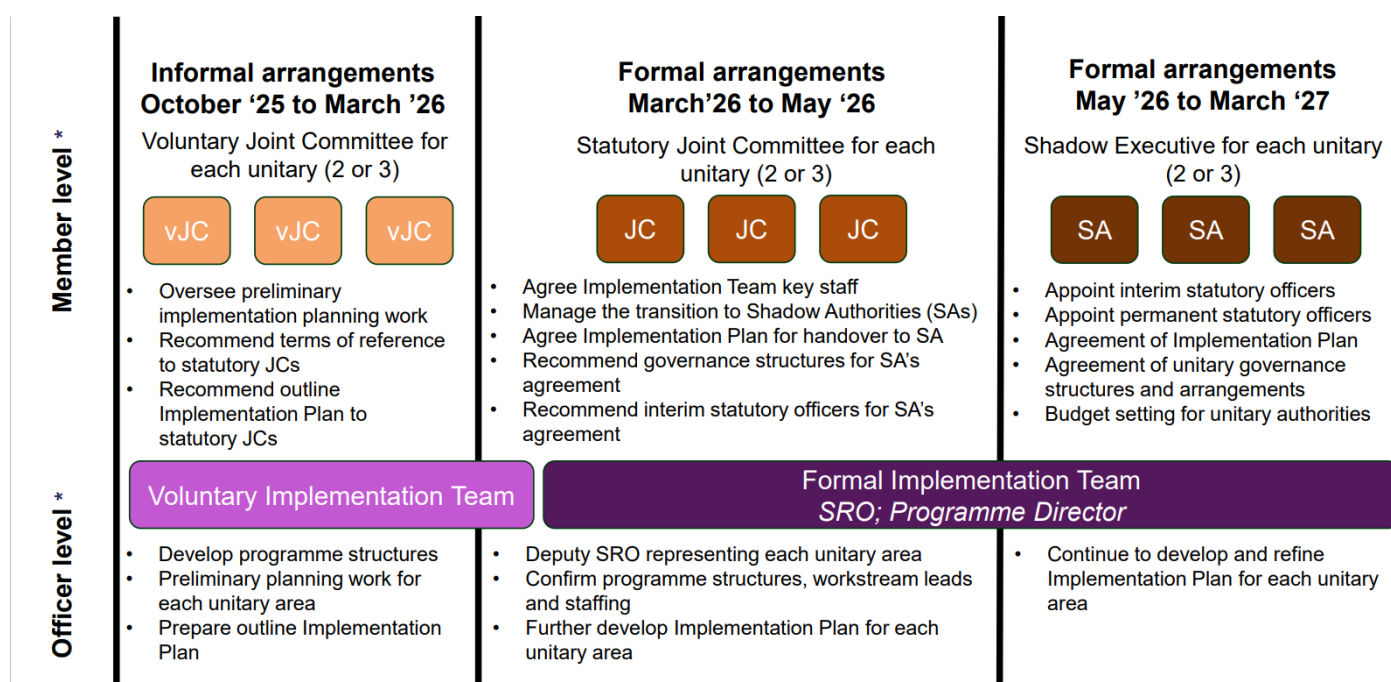 Member level *
Informal arrangements
October ‘25 to March ’26
Voluntary Joint Committee for
each unitary (2 or 3)
vJC
vJC
vJC
• Oversee preliminary
implementation planning work
• Recommend terms of reference
to statutory JCs
• Recommend outline
Implementation Plan to
statutory JCs
Formal arrangements
March’26 to May ‘26
Statutory Joint Committee for each
unitary (2 or 3)
JC
JC
JC
• Agree Implementation Team key staff
• Manage the transition to Shadow Authorities (SAs)
• Agree Implementation Plan for handover to SA
• Recommend governance structures for SA’s
agreement
• Recommend interim statutory officers for SA’s
agreement
Formal arrangements
May ‘26 to March ‘27
Shadow Executive for each unitary
(2 or 3)
SA
SA
SA
• Appoint interim statutory officers
• Appoint permanent statutory officers
• Agreement of Implementation Plan
• Agreement of unitary governance
structures and arrangements
• Budget setting for unitary authorities
Officer level *
Voluntary Implementation Team
Formal Implementation Team
SRO; Programme Director
• Develop programme structures
• Preliminary planning work for
each unitary area
• Prepare outline Implementation
Plan
• Deputy SRO representing each unitary area
• Confirm programme structures, workstream leads
and staffing
• Further develop Implementation Plan for each
unitary area
• Continue to develop and refine
Implementation Plan for each unitary
area